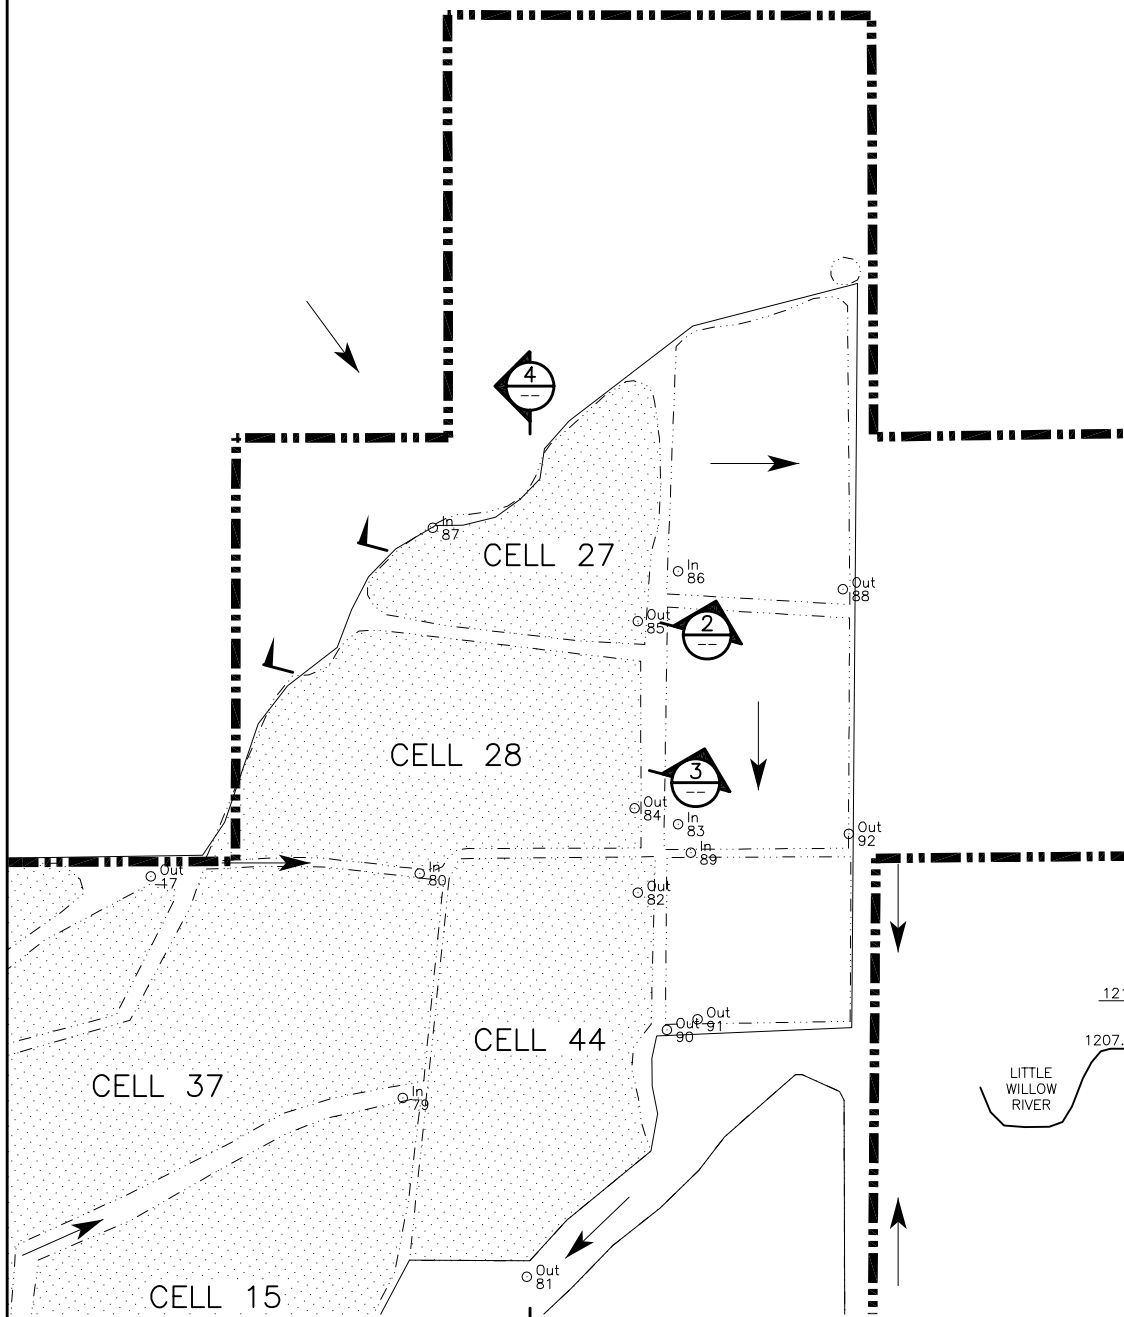 4
--
In
87
CELL 27
In
86
Out
88
Out
85
2
--
CELL 28
3
--
Out
84
In
83
Out
92
In
89
Out
17
In
80
Out
82
121
Out
91
Out
90
CELL 44
1207.
LITTLE
WILLOW
RIVER
CELL 37
In
79
Out
81
CELL 15